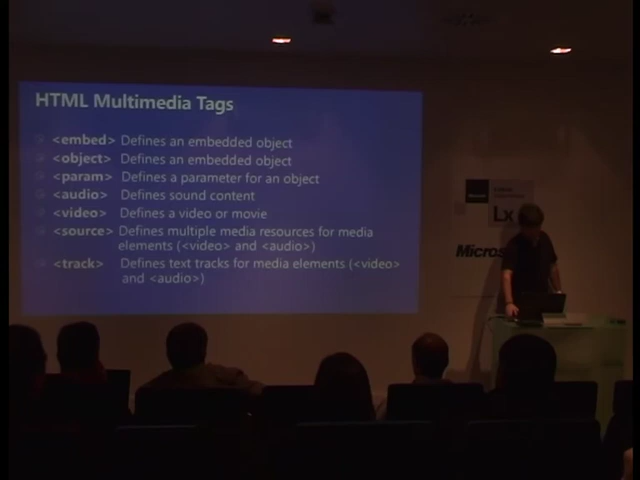 HTML Multimedia Tags
<embed> Defines an embedded object
<object> Defines an embedded object
<param> Defines a parameter for an object
<audio> Defines sound content
<video> Defines a video or movie
<source> Defines multiple media resources for media
elements (<video> and <audio>)
<track> Defines text tracks for media elements (<video>
and <audio>)
Lx
Micros